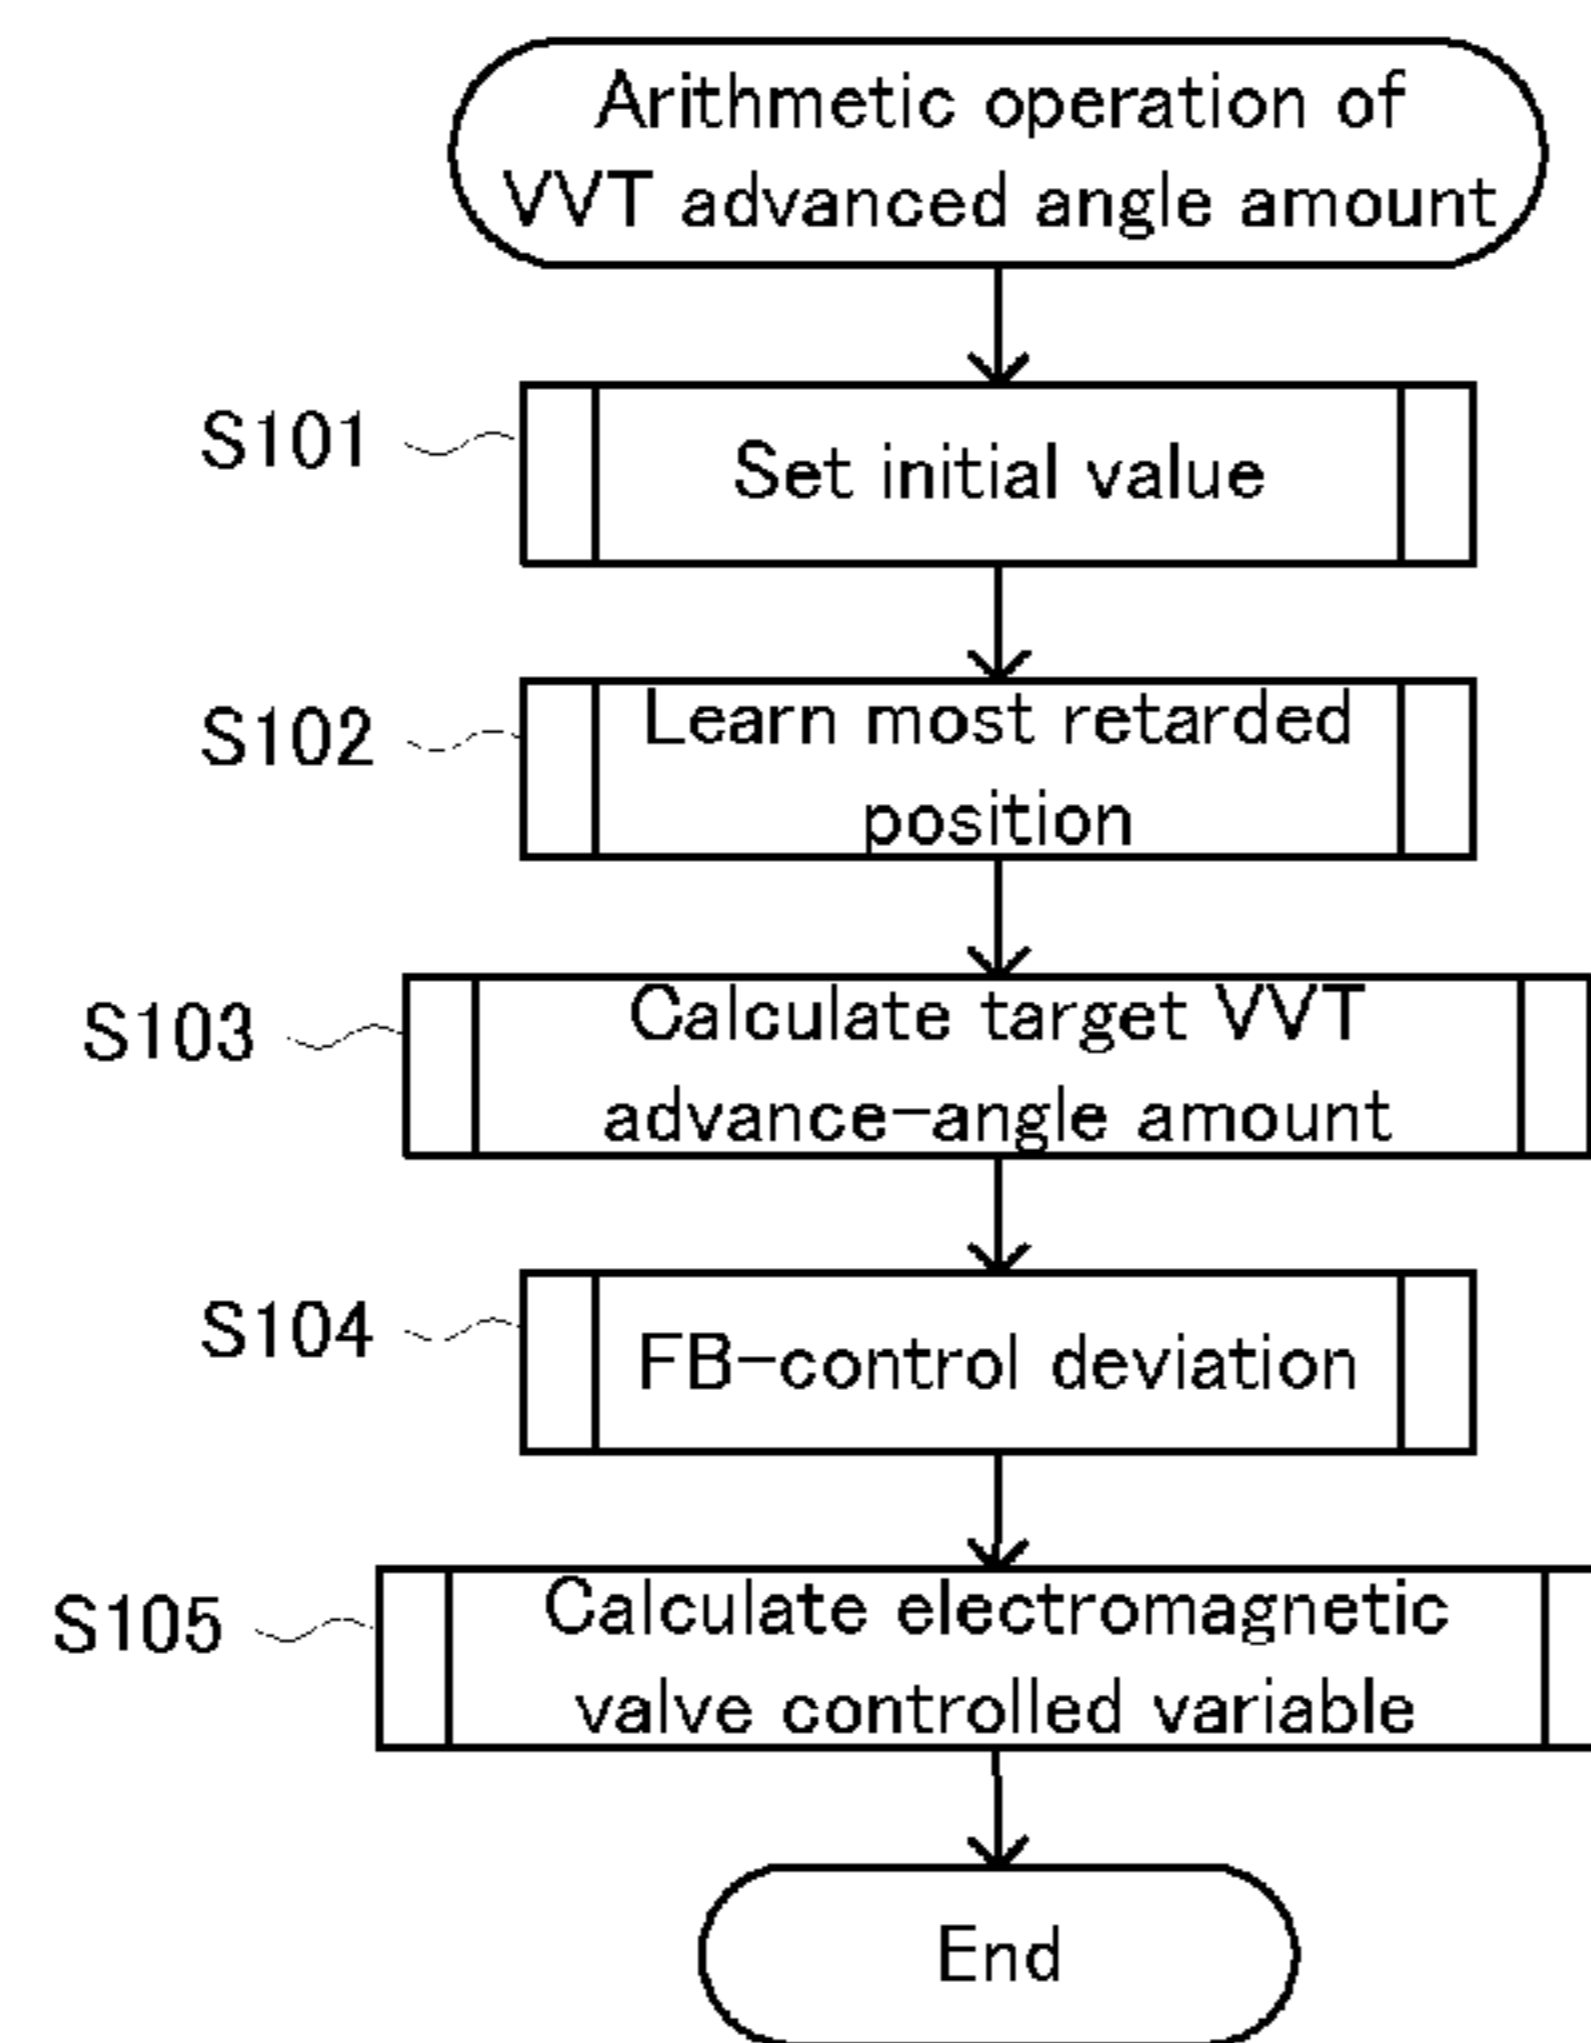 Arithmetic operation of
VVT advanced angle amount
S101
Set initial value
S102
Learn most retarded
position
S103
Calculate target VVT
advance-angle amount
S104
FB-control deviation
S105
Calculate electromagnetic
valve controlled variable
End